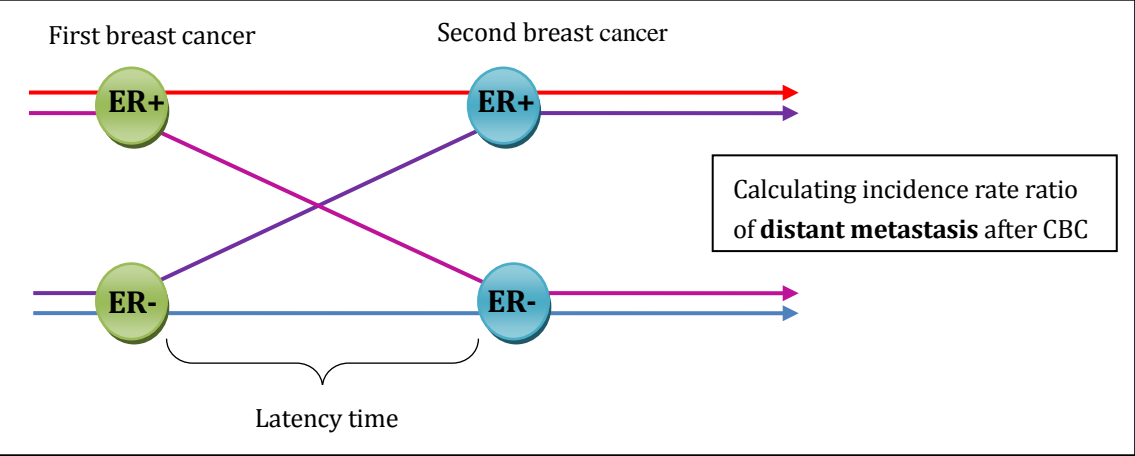 First breast cancer
Second breast cancer
ER+
ER+
Calculating incidence rate ratio
of distant metastasis after CBC
ER-
ER-
Latency time